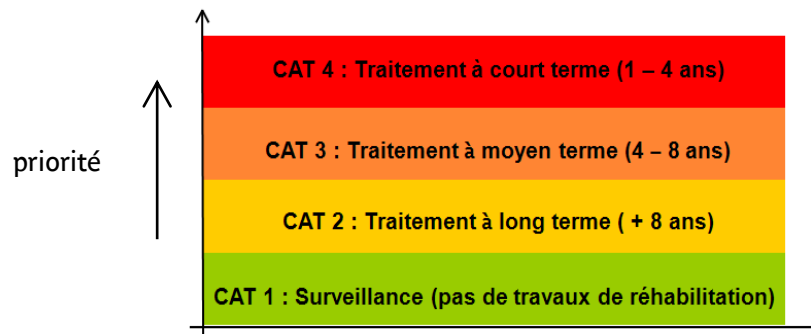 CAT 4 : Traitement à court terme (1 – 4 ans)
priorité
CAT 3 : Traitement à moyen terme (4 – 8 ans)
CAT 2 : Traitement à long terme ( + 8 ans)
CAT 1 : Surveillance (pas de travaux de réhabilitation)